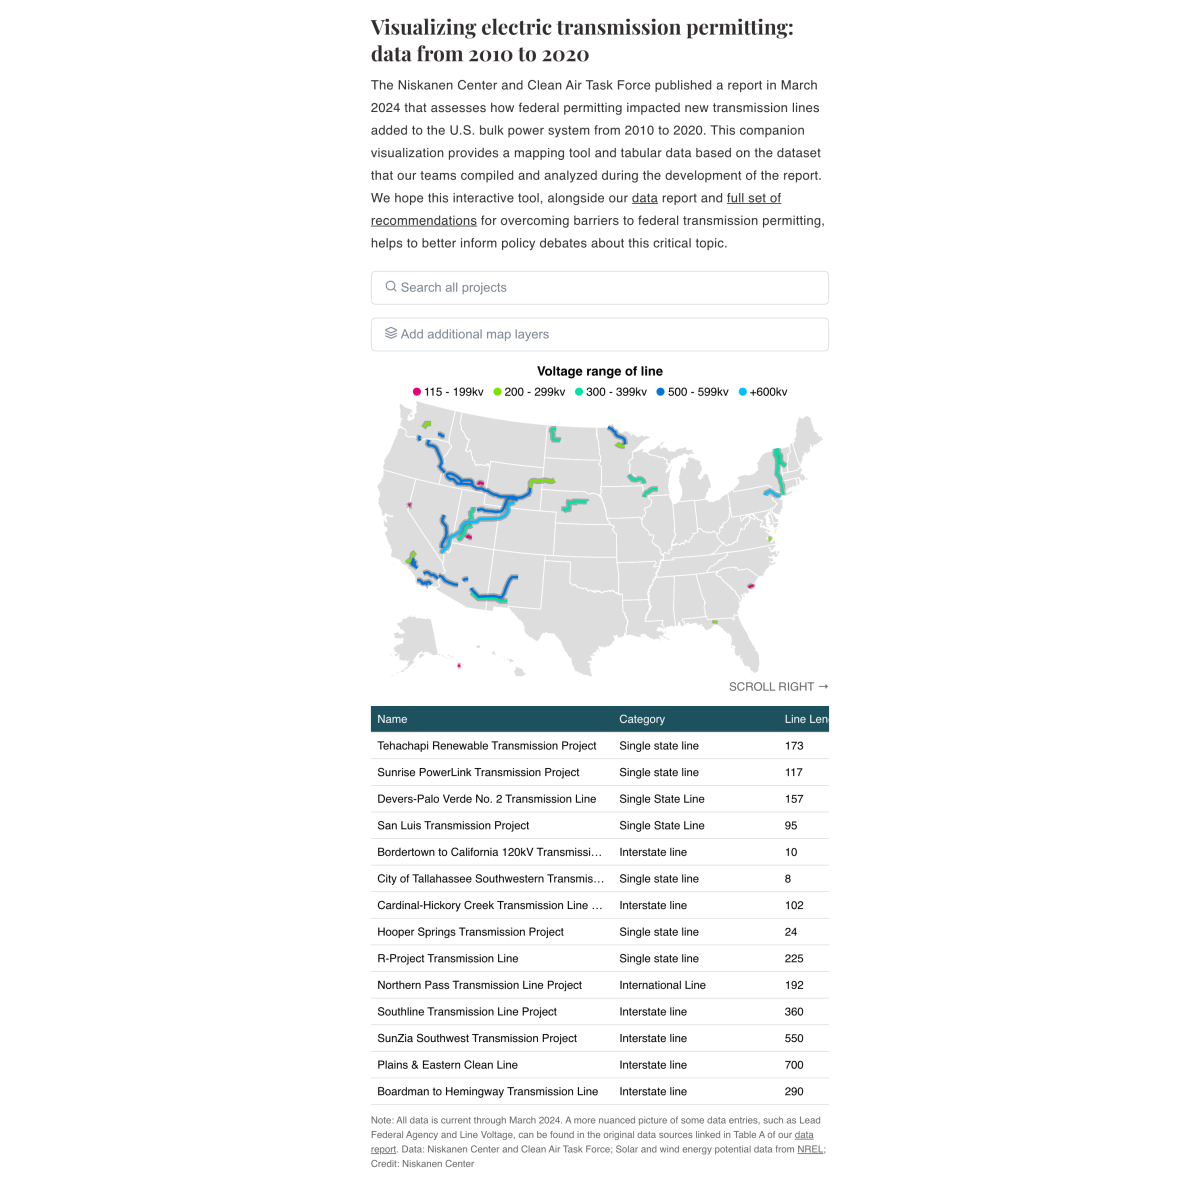 Visualizing electric transmission permitting:
data from 2010 to 2020
The Niskanen Center and Clean Air Task Force published a report in March
2024 that assesses how federal permitting impacted new transmission lines
added to the U.S. bulk power system from 2010 to 2020. This companion
visualization provides a mapping tool and tabular data based on the dataset
that our teams compiled and analyzed during the development of the report.
We hope this interactive tool, alongside our data report and full set of
recommendations for overcoming barriers to federal transmission permitting,
helps to better inform policy debates about this critical topic.
Search all projects
Add additional map layers
Voltage range of line
115 - 199kv 200 - 299kv 300 - 399kv 500 - 599kv +600kv
SCROLL RIGHT →
Name Category Line Len
Tehachapi Renewable Transmission Project Single state line 173
Sunrise PowerLink Transmission Project Single state line 117
Devers-Palo Verde No. 2 Transmission Line Single State Line 157
San Luis Transmission Project Single State Line 95
Bordertown to California 120kV Transmissi... Interstate line 10
City of Tallahassee Southwestern Transmis... Single state line 8
Cardinal-Hickory Creek Transmission Line ... Interstate line 102
Hooper Springs Transmission Project Single state line 24
R-Project Transmission Line Single state line 225
Northern Pass Transmission Line Project International Line 192
Southline Transmission Line Project Interstate line 360
SunZia Southwest Transmission Project Interstate line 550
Plains & Eastern Clean Line Interstate line 700
Boardman to Hemingway Transmission Line Interstate line 290
Note: All data is current through March 2024. A more nuanced picture of some data entries, such as Lead
Federal Agency and Line Voltage, can be found in the original data sources linked in Table A of our data
report. Data: Niskanen Center and Clean Air Task Force; Solar and wind energy potential data from NREL;
Credit: Niskanen Center